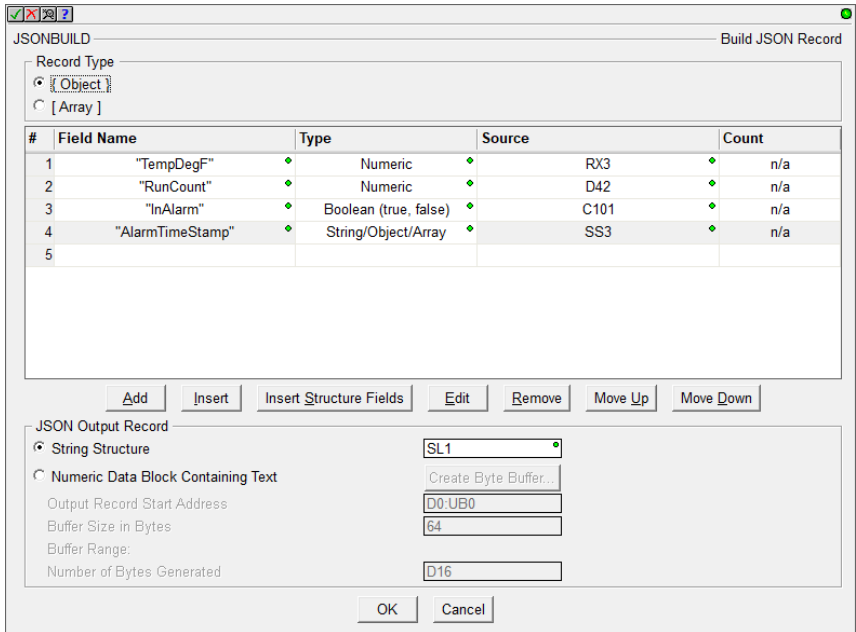 JSONBUILD Build JSON Record
Record Type
{ Object }
[ Array ]
# Field Name Type Source Count
1 "TempDegF" Numeric RX3 n/a
2 "RunCount" Numeric D42 n/a
3 "InAlarm" Boolean (true, false) C101 n/a
4 "AlarmTimeStamp" String/Object/Array SS3 n/a
5
Add Insert Insert Structure Fields Edit Remove Move Up Move Down
JSON Output Record
String Structure SL1
Numeric Data Block Containing Text Create Byte Buffer...
Output Record Start Address D0:UB0
Buffer Size in Bytes 64
Buffer Range:
Number of Bytes Generated D16
OK Cancel